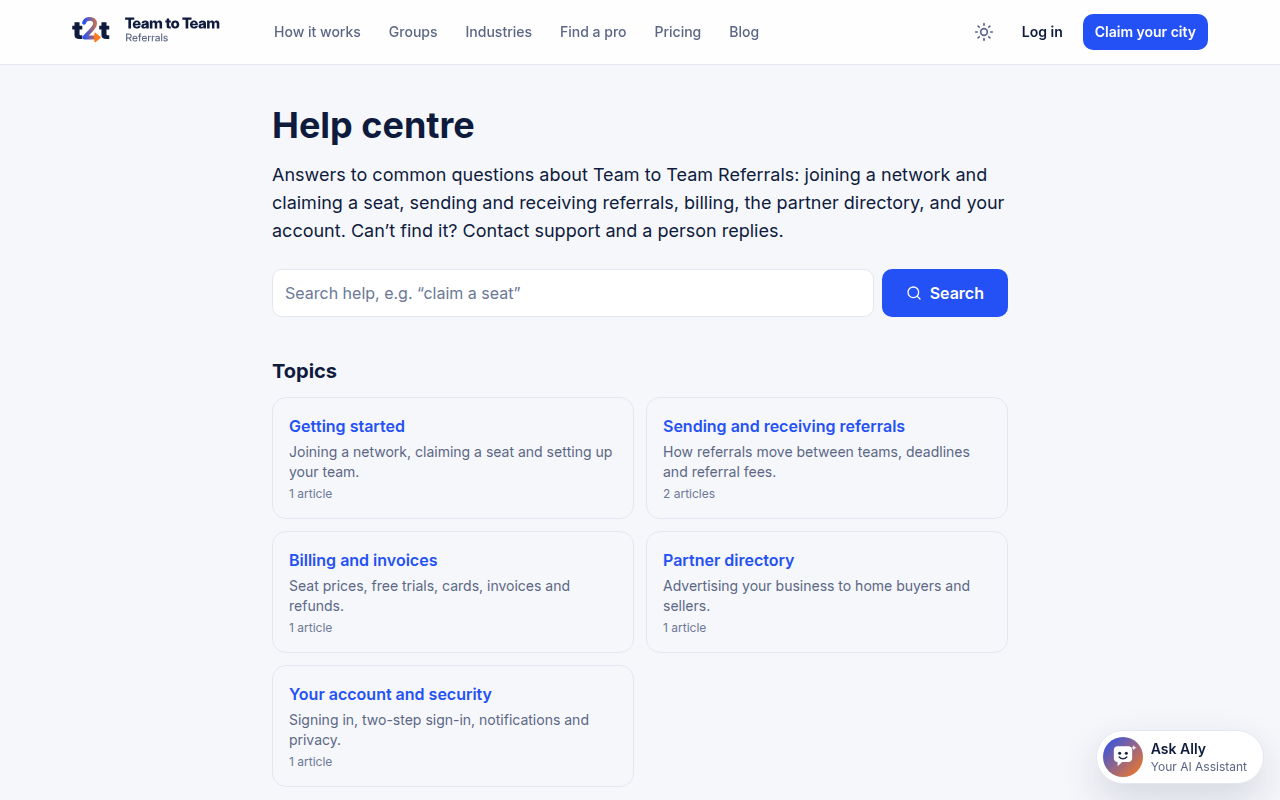 t2t Team to Team
Referrals
How it works
Groups
Industries
Find a pro
Pricing
Blog
Log in
Claim your city
Help centre
Answers to common questions about Team to Team Referrals: joining a network and
claiming a seat, sending and receiving referrals, billing, the partner directory, and your
account. Can’t find it? Contact support and a person replies.
Search help, e.g. “claim a seat”
Search
Topics
Getting started
Joining a network, claiming a seat and setting up
your team.
1 article
Sending and receiving referrals
How referrals move between teams, deadlines
and referral fees.
2 articles
Billing and invoices
Seat prices, free trials, cards, invoices and
refunds.
1 article
Partner directory
Advertising your business to home buyers and
sellers.
1 article
Your account and security
Signing in, two-step sign-in, notifications and
privacy.
1 article
Ask Ally
Your AI Assistant